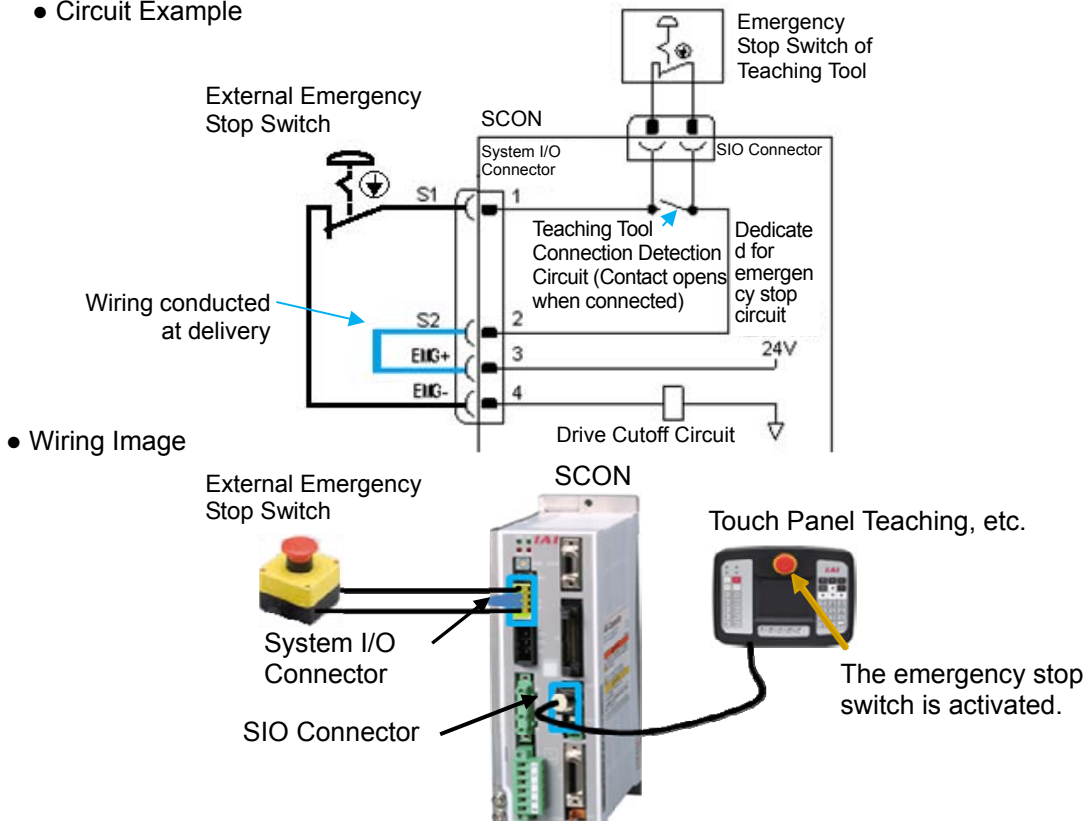 ● Circuit Example
Emergency
Stop Switch of
Teaching Tool
External Emergency
Stop Switch
SCON
System I/O
Connector
SIO Connector
S1
1
Teaching Tool
Connection Detection
Circuit (Contact opens
when connected)
Dedicate
d for
emergen
cy stop
circuit
Wiring conducted
at delivery
S2
2
EMG+
3
24V
EMG-
4
Drive Cutoff Circuit
● Wiring Image
External Emergency
Stop Switch
SCON
IAI
Touch Panel Teaching, etc.
IAI
System I/O
Connector
SIO Connector
The emergency stop
switch is activated.